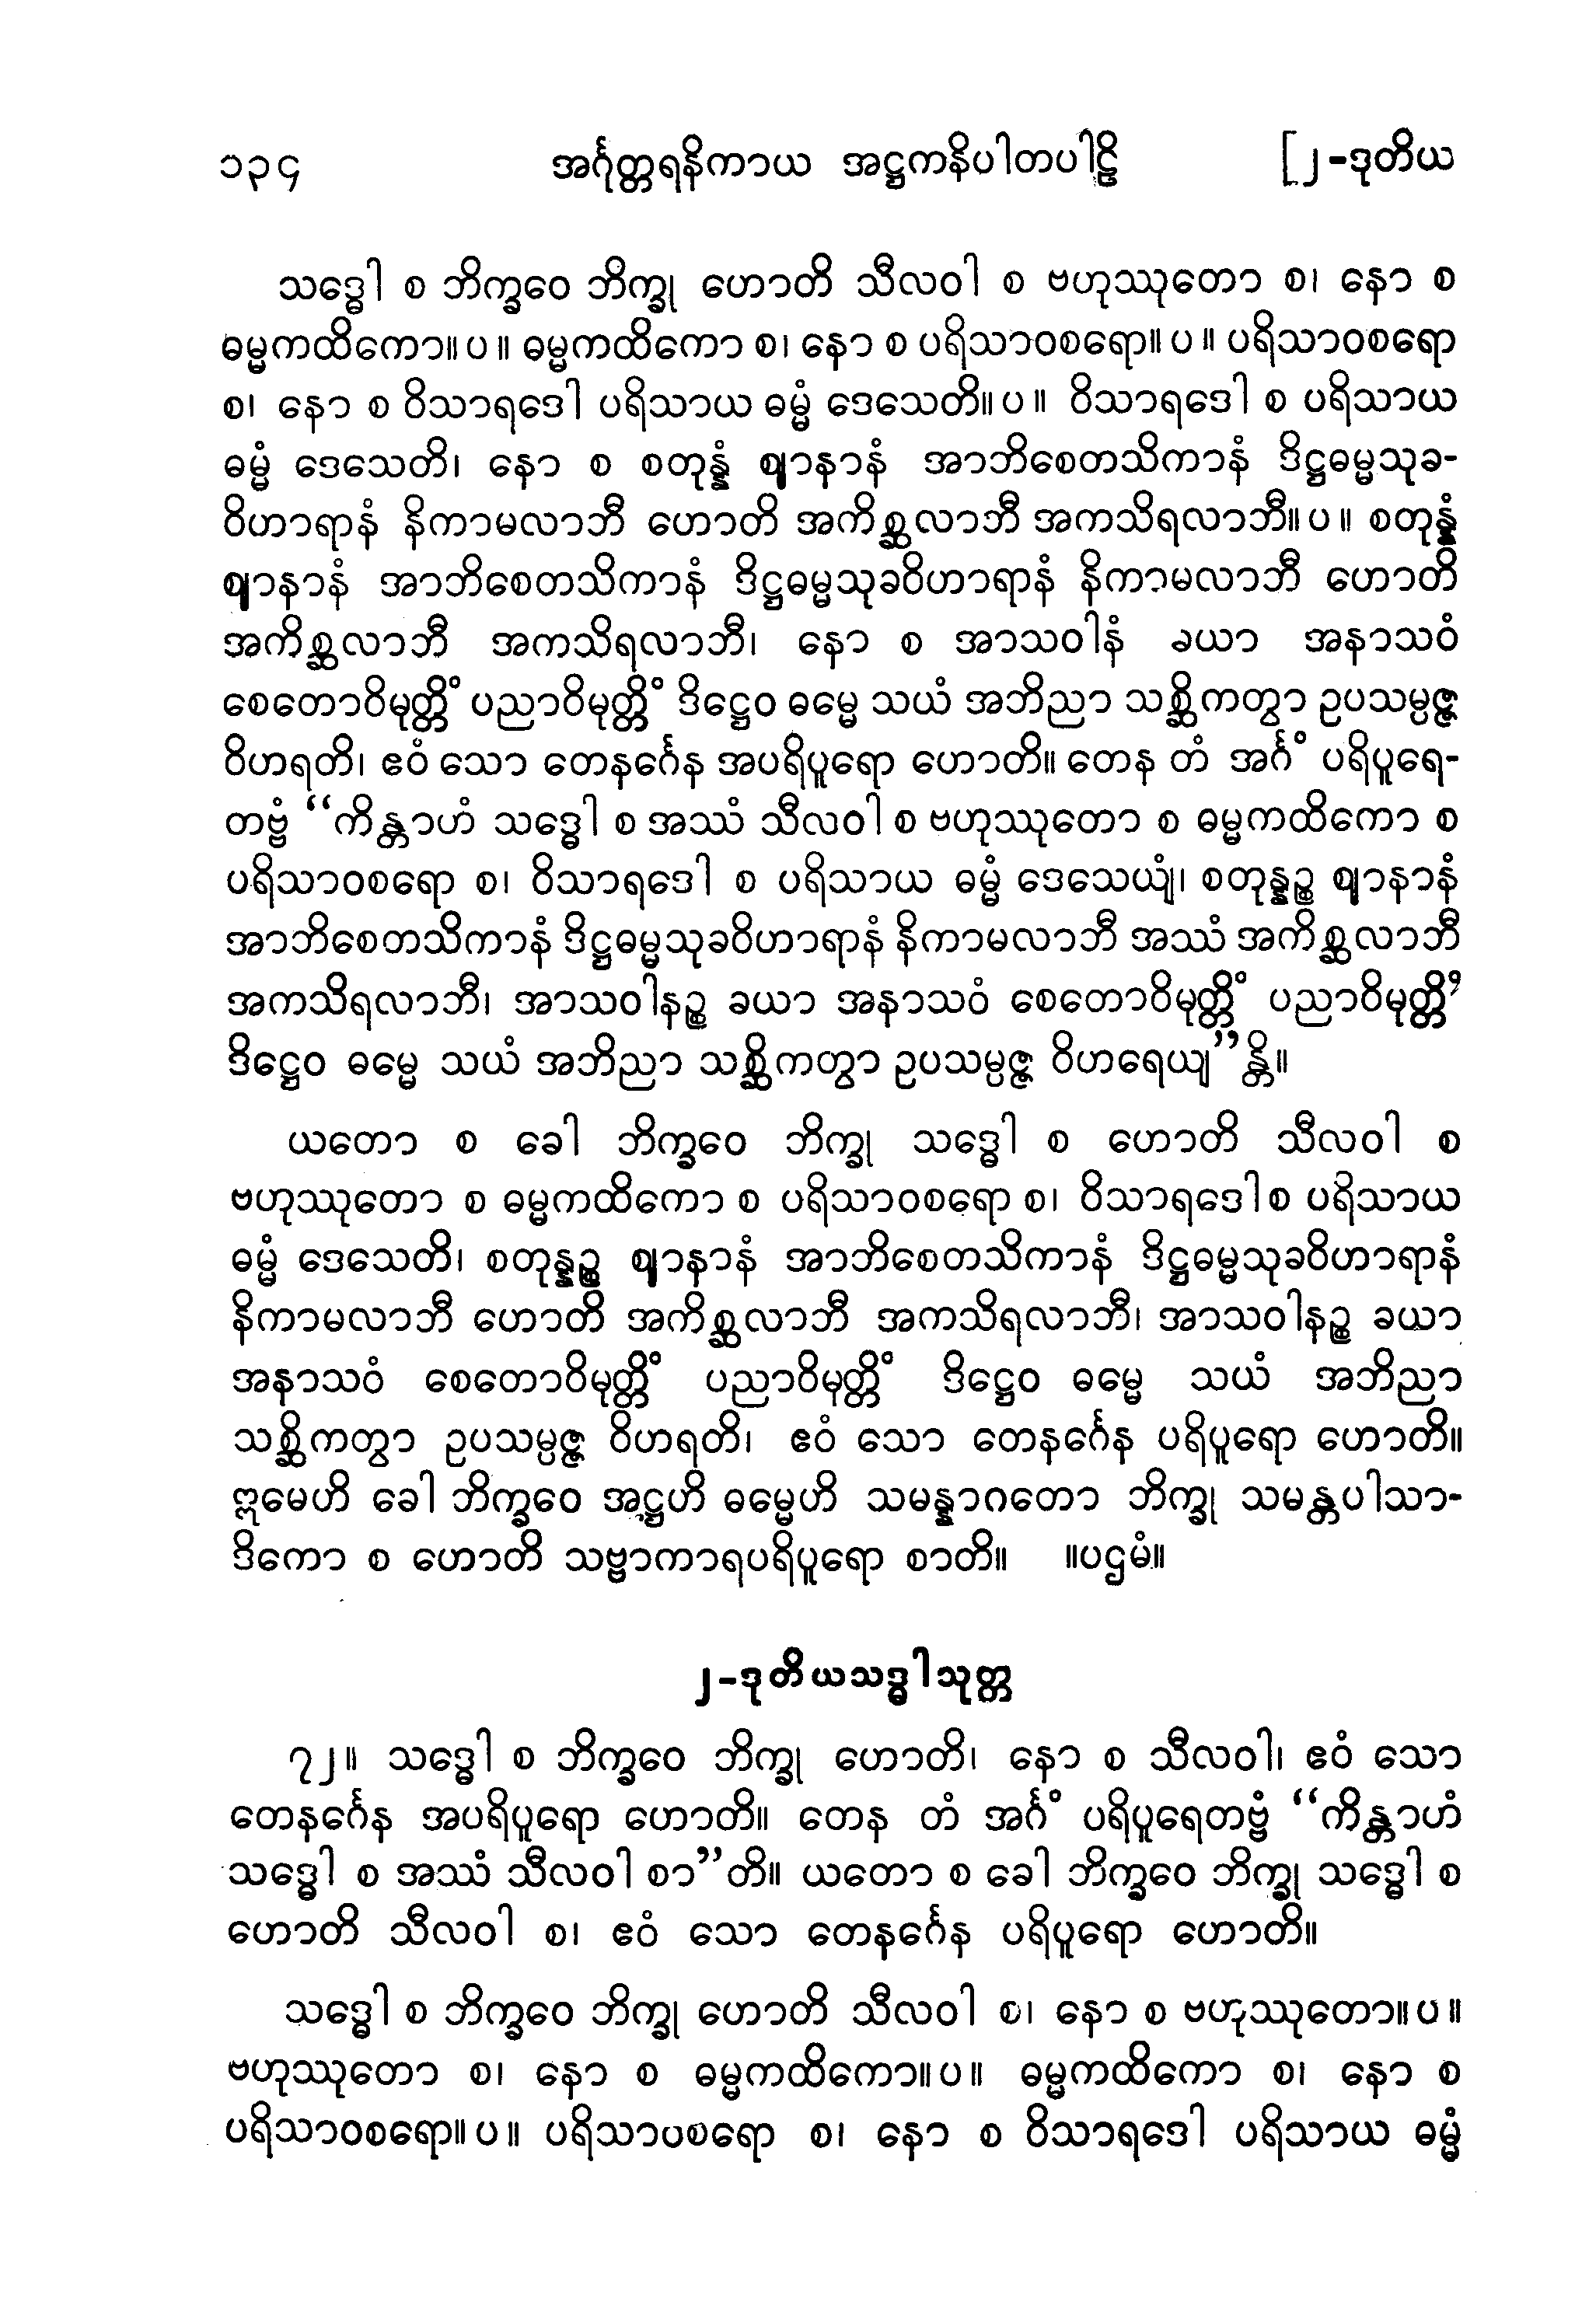 ၁၃၄ အင်္ဂုတ္တရနိကာယ အဋ္ဌကနိပါတပါဠိ [၂-ဒုတိယ
သဒ္ဓေါ စ ဘိက္ခဝေ ဘိက္ခု ဟောတိ သီလဝါ စ ဗဟုဿုတော စ၊ နော စ
ဓမ္မကထိကော။ပ။ ဓမ္မကထိကော စ၊ နော စ ပရိသာဝစရော။ပ။ ပရိသာဝစရော
စ၊ နော စ ဝိသာရဒေါ ပရိသာယ ဓမ္မံ ဒေသေတိ။ပ။ ဝိသာရဒေါ စ ပရိသာယ
ဓမ္မံ ဒေသေတိ၊ နော စ စတုန္နံ ဈာနာနံ အာဘိစေတသိကာနံ ဒိဋ္ဌဓမ္မသုခ-
ဝိဟာရာနံ နိကာမလာဘီ ဟောတိ အကိစ္ဆလာဘီ အကသိရလာဘီ။ပ။ စတုန္နံ
ဈာနာနံ အာဘိစေတသိကာနံ ဒိဋ္ဌဓမ္မသုခဝိဟာရာနံ နိကာမလာဘီ ဟောတိ
အကိစ္ဆလာဘီ အကသိရလာဘီ၊ နော စ အာသဝါနံ ခယာ အနာသဝံ
စေတောဝိမုတ္တိံ ပညာဝိမုတ္တိံ ဒိဋ္ဌေဝ ဓမ္မေ သယံ အဘိညာ သစ္ဆိကတွာ ဥပသမ္ပဇ္ဇ
ဝိဟရတိ၊ ဧဝံ သော တေနင်္ဂေန အပရိပူရော ဟောတိ။ တေန တံ အင်္ဂံ ပရိပူရေ-
တဗ္ဗံ “ကိန္တာဟံ သဒ္ဓေါ စ အဿံ သီလဝါ စ ဗဟုဿုတော စ ဓမ္မကထိကော စ
ပရိသာဝစရော စ၊ ဝိသာရဒေါ စ ပရိသာယ ဓမ္မံ ဒေသေယျံ၊ စတုန္နဉ္စ ဈာနာနံ
အာဘိစေတသိကာနံ ဒိဋ္ဌဓမ္မသုခဝိဟာရာနံ နိကာမလာဘီ အဿံ အကိစ္ဆလာဘီ
အကသိရလာဘီ၊ အာသဝါနဉ္စ ခယာ အနာသဝံ စေတောဝိမုတ္တိံ ပညာဝိမုတ္တိံ
ဒိဋ္ဌေဝ ဓမ္မေ သယံ အဘိညာ သစ္ဆိကတွာ ဥပသမ္ပဇ္ဇ ဝိဟရေယျ”န္တိ။
ယတော စ ခေါ ဘိက္ခဝေ ဘိက္ခု သဒ္ဓေါ စ ဟောတိ သီလဝါ စ
ဗဟုဿုတော စ ဓမ္မကထိကော စ ပရိသာဝစရော စ၊ ဝိသာရဒေါ စ ပရိသာယ
ဓမ္မံ ဒေသေတိ၊ စတုန္နဉ္စ ဈာနာနံ အာဘိစေတသိကာနံ ဒိဋ္ဌဓမ္မသုခဝိဟာရာနံ
နိကာမလာဘီ ဟောတိ အကိစ္ဆလာဘီ အကသိရလာဘီ၊ အာသဝါနဉ္စ ခယာ
အနာသဝံ စေတောဝိမုတ္တိံ ပညာဝိမုတ္တိံ ဒိဋ္ဌေဝ ဓမ္မေ သယံ အဘိညာ
သစ္ဆိကတွာ ဥပသမ္ပဇ္ဇ ဝိဟရတိ၊ ဧဝံ သော တေနင်္ဂေန ပရိပူရော ဟောတိ။
ဣမေဟိ ခေါ ဘိက္ခဝေ အဋ္ဌဟိ ဓမ္မေဟိ သမန္နာဂတော ဘိက္ခု သမန္တပါသာ-
ဒိကော စ ဟောတိ သဗ္ဗာကာရပရိပူရော စာတိ။ ။ပဌမံ။
၂-ဒုတိယသဒ္ဓါသုတ္တ
၇၂။ သဒ္ဓေါ စ ဘိက္ခဝေ ဘိက္ခု ဟောတိ၊ နော စ သီလဝါ၊ ဧဝံ သော
တေနင်္ဂေန အပရိပူရော ဟောတိ။ တေန တံ အင်္ဂံ ပရိပူရေတဗ္ဗံ “ကိန္တာဟံ
သဒ္ဓေါ စ အဿံ သီလဝါ စာ”တိ။ ယတော စ ခေါ ဘိက္ခဝေ ဘိက္ခု သဒ္ဓေါ စ
ဟောတိ သီလဝါ စ၊ ဧဝံ သော တေနင်္ဂေန ပရိပူရော ဟောတိ။
သဒ္ဓေါ စ ဘိက္ခဝေ ဘိက္ခု ဟောတိ သီလဝါ စ၊ နော စ ဗဟုဿုတော။ပ။
ဗဟုဿုတော စ၊ နော စ ဓမ္မကထိကော။ပ။ ဓမ္မကထိကော စ၊ နော စ
ပရိသာဝစရော။ပ။ ပရိသာဝစရော စ၊ နော စ ဝိသာရဒေါ ပရိသာယ ဓမ္မံ